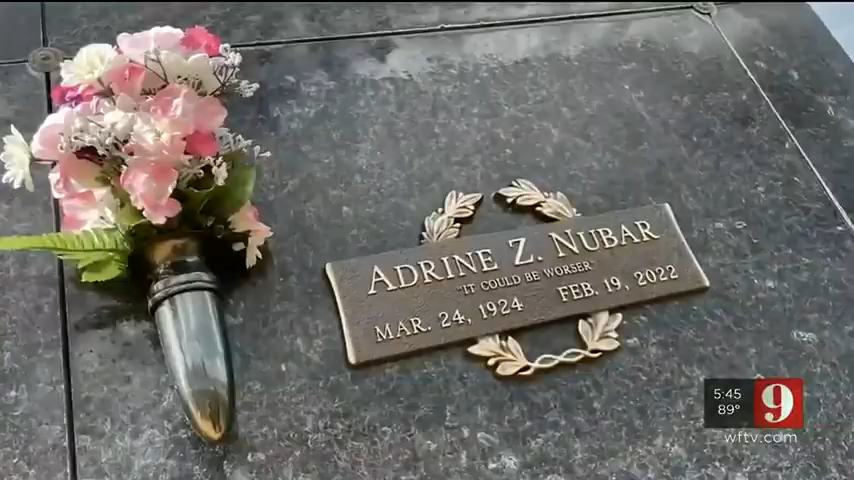 ADRINE Z. NUBAR
"IT COULD BE WORSER"
MAR. 24, 1924 FEB. 19, 2022
5:45
89°
9
wftv.com